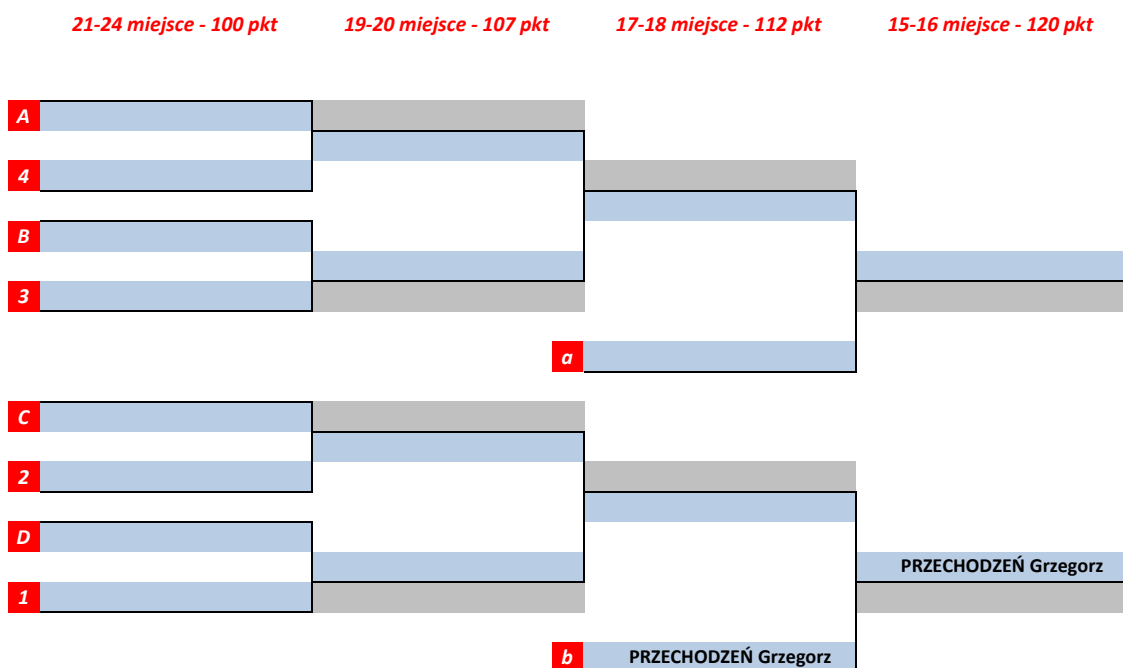 21-24 miejsce - 100 pkt 19-20 miejsce - 107 pkt 17-18 miejsce - 112 pkt 15-16 miejsce - 120 pkt
A
4
B
3
a
C
2
D
PRZECHODZEŃ Grzegorz
1
b PRZECHODZEŃ Grzegorz